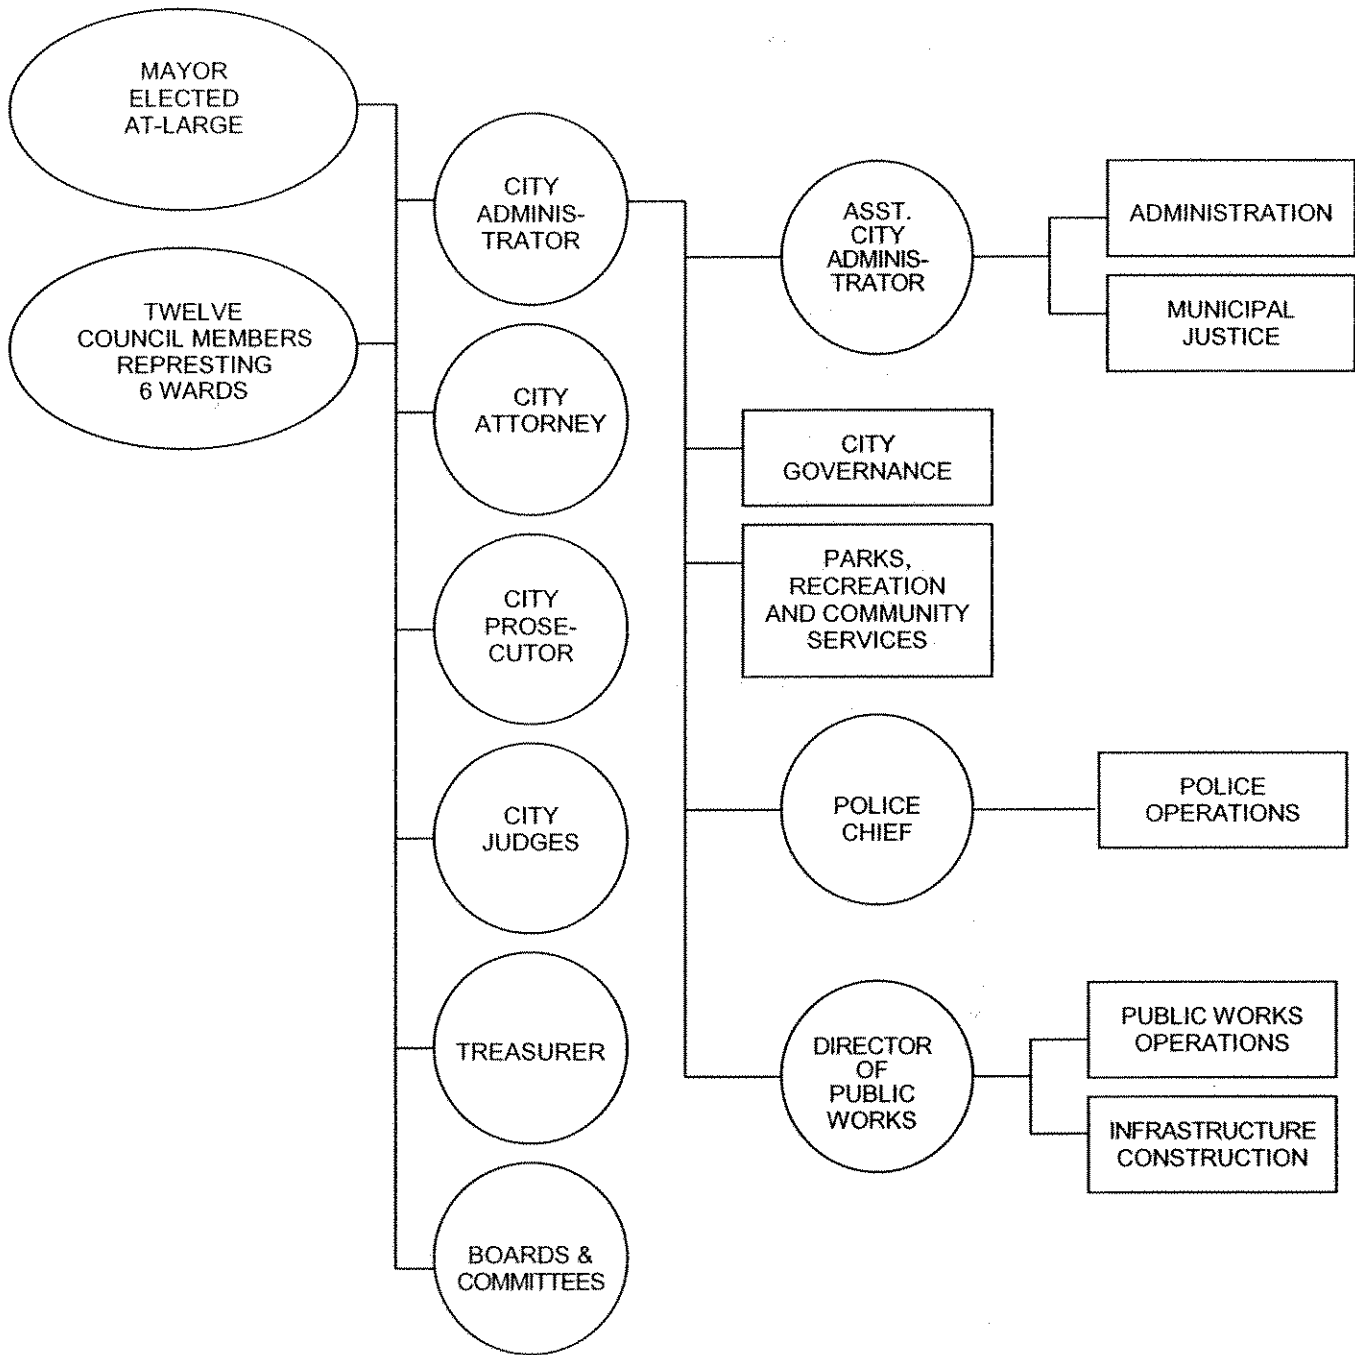 MAYOR
ELECTED
AT-LARGE
TWELVE
COUNCIL MEMBERS
REPRESTING
6 WARDS
CITY
ADMINIS-
TRATOR
CITY
ATTORNEY
CITY
PROSE-
CUTOR
CITY
JUDGES
TREASURER
BOARDS &
COMMITTEES
ASST.
CITY
ADMINIS-
TRATOR
ADMINISTRATION
MUNICIPAL
JUSTICE
CITY
GOVERNANCE
PARKS,
RECREATION
AND COMMUNITY
SERVICES
POLICE
CHIEF
POLICE
OPERATIONS
DIRECTOR
OF
PUBLIC
WORKS
PUBLIC WORKS
OPERATIONS
INFRASTRUCTURE
CONSTRUCTION